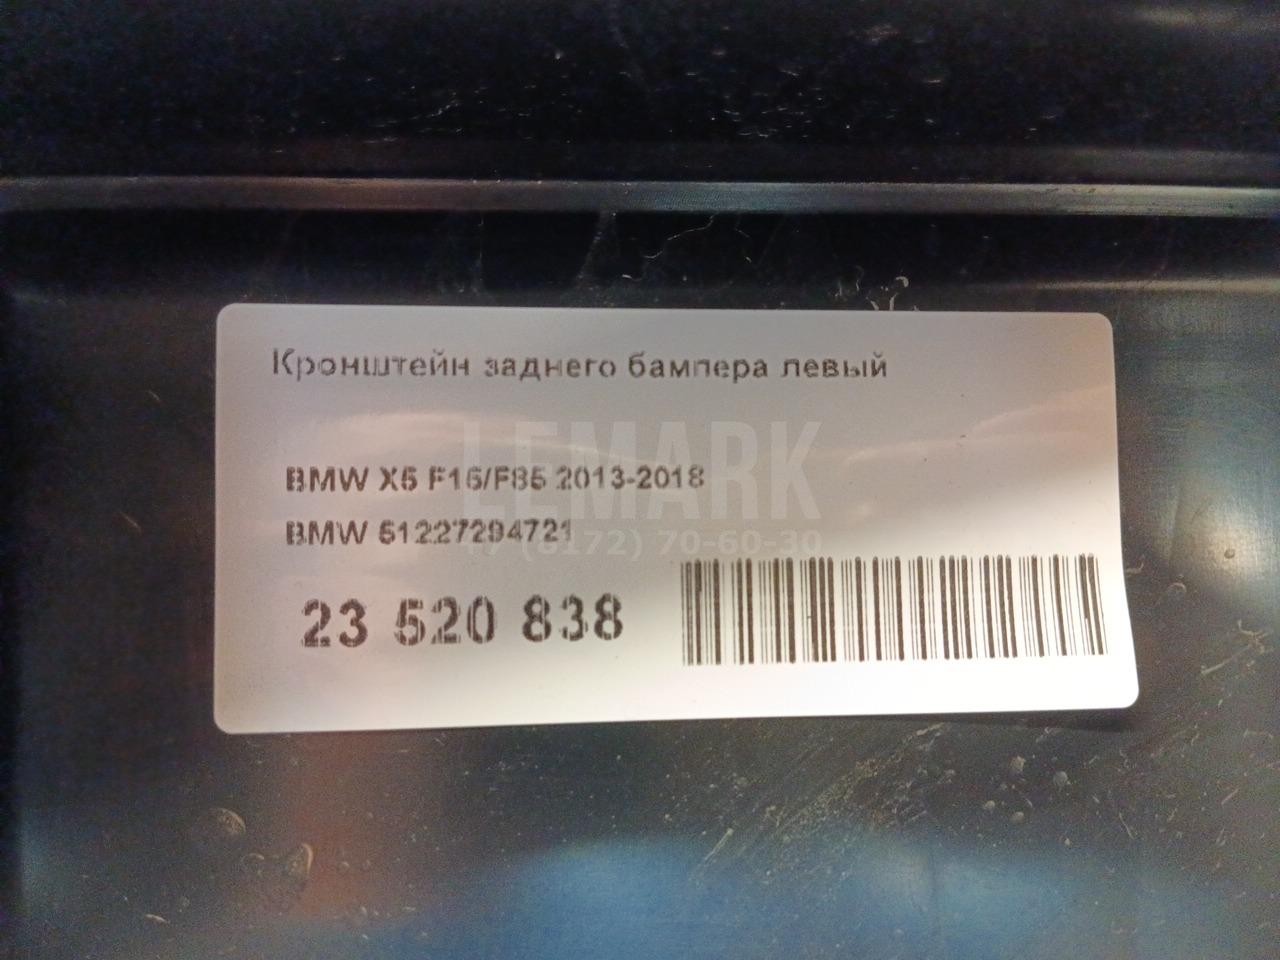 Кронштейн заднего бампера левый
LEMARK
BMW X5 F15/F85 2013-2018
BMW 51227294721
+7 (8172) 70-60-30
23 520 838